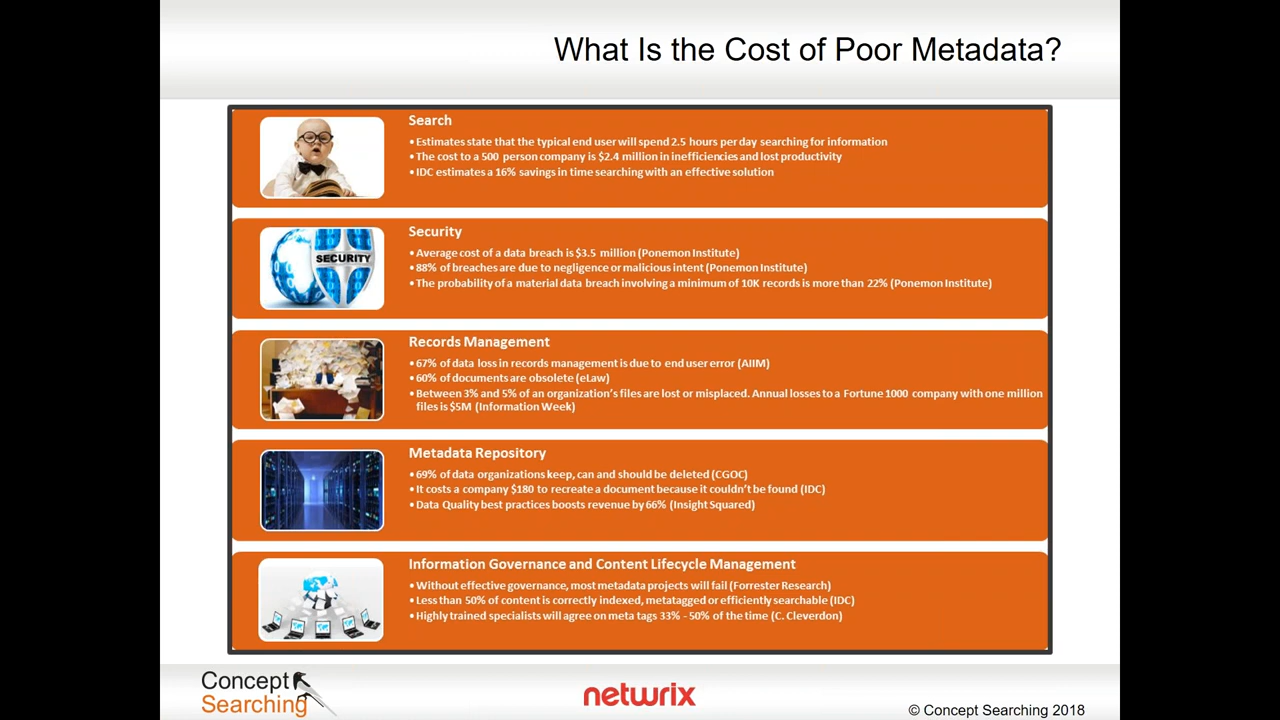 What Is the Cost of Poor Metadata?
Search
•Estimates state that the typical end user will spend 2.5 hours per day searching for information
•The cost to a 500 person company is $2.4 million in inefficiencies and lost productivity
•IDC estimates a 16% savings in time searching with an effective solution
SECURITY
Security
•Average cost of a data breach is $3.5 million (Ponemon Institute)
•88% of breaches are due to negligence or malicious intent (Ponemon Institute)
•The probability of a material data breach involving a minimum of 10K records is more than 22% (Ponemon Institute)
Records Management
•67% of data loss in records management is due to end user error (AIIM)
•60% of documents are obsolete (eLaw)
•Between 3% and 5% of an organization's files are lost or misplaced. Annual losses to a Fortune 1000 company with one million
files is $5M (Information Week)
Metadata Repository
•69% of data organizations keep, can and should be deleted (CGOC)
•It costs a company $180 to recreate a document because it couldn't be found (IDC)
•Data Quality best practices boosts revenue by 66% (Insight Squared)
Information Governance and Content Lifecycle Management
•Without effective governance, most metadata projects will fail (Forrester Research)
•Less than 50% of content is correctly indexed, metatagged or efficiently searchable (IDC)
•Highly trained specialists will agree on meta tags 33% - 50% of the time (C. Cleverdon)
Concept
Searching
netwrix
© Concept Searching 2018